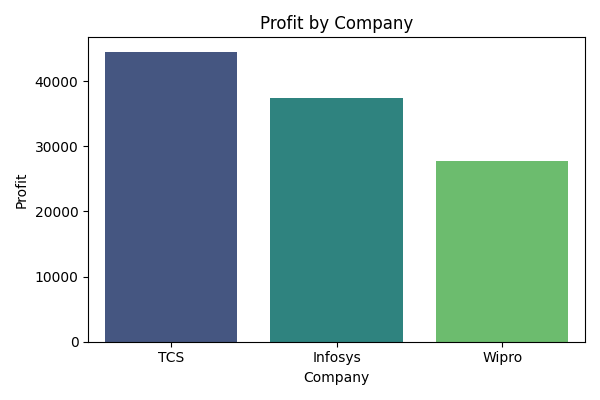 Profit by Company
Profit
40000
30000
20000
10000
0
TCS
Infosys
Wipro
Company